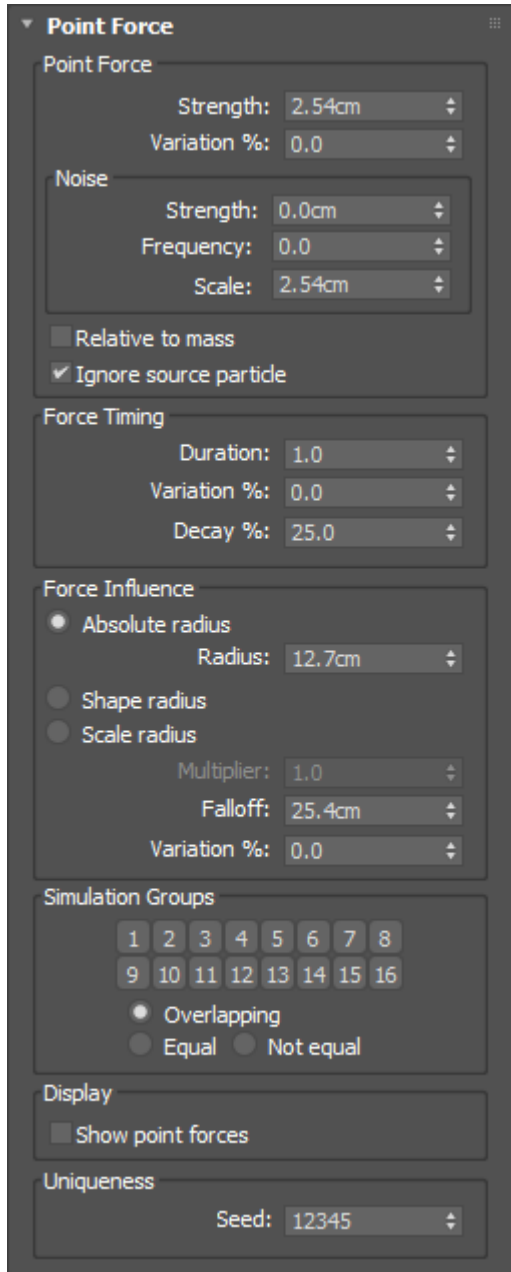 Point Force
Point Force
Strength: 2.54cm
Variation %: 0.0
Noise
Strength: 0.0cm
Frequency: 0.0
Scale: 2.54cm
Relative to mass
Ignore source particle
Force Timing
Duration: 1.0
Variation %: 0.0
Decay %: 25.0
Force Influence
Absolute radius
Radius: 12.7cm
Shape radius
Scale radius
Multiplier: 1.0
Falloff: 25.4cm
Variation %: 0.0
Simulation Groups
1 2 3 4 5 6 7 8
9 10 11 12 13 14 15 16
Overlapping
Equal Not equal
Display
Show point forces
Uniqueness
Seed: 12345